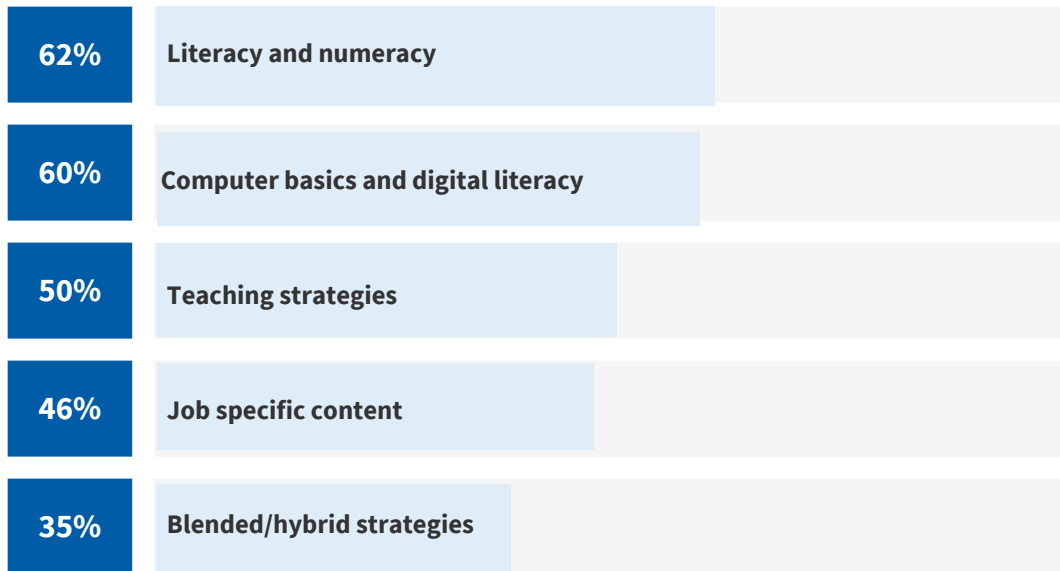 62%
Literacy and numeracy
60%
Computer basics and digital literacy
50%
Teaching strategies
46%
Job specific content
35%
Blended/hybrid strategies